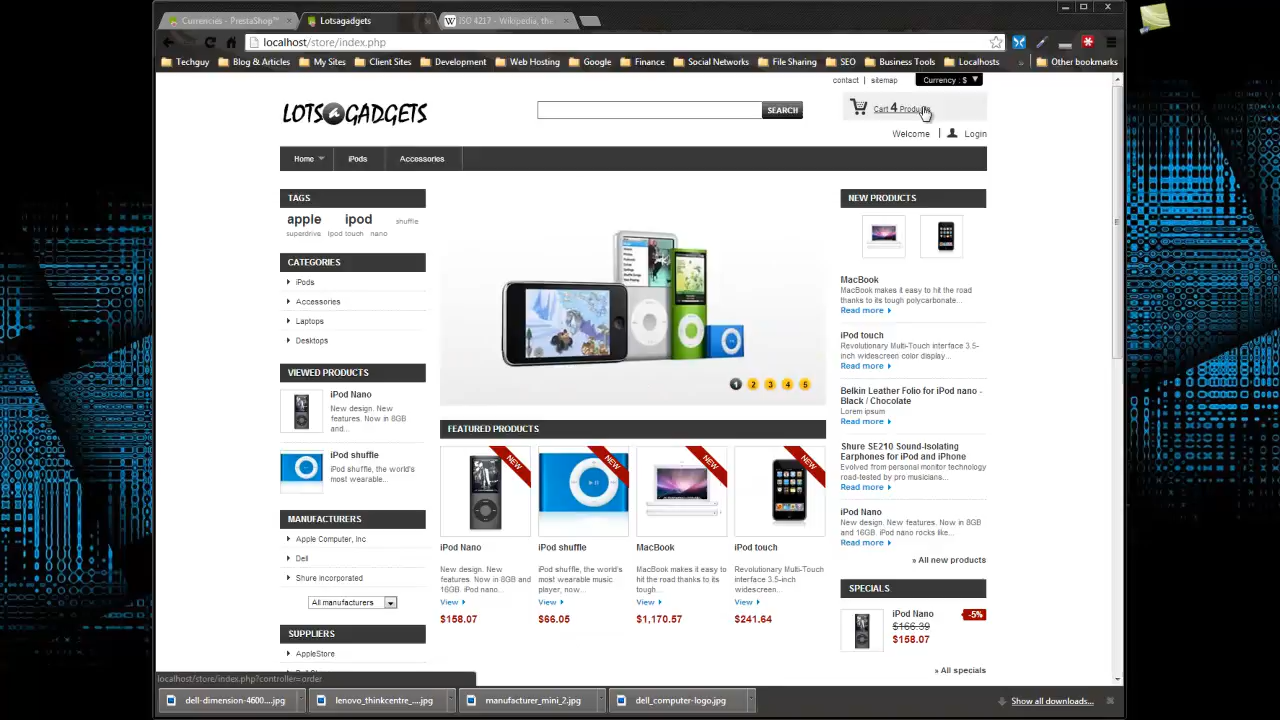 Currencies - PrestaShop™
Lotsagadgets
ISO 4217 - Wikipedia, the
localhost/store/index.php
Techguy
Blog & Articles
My Sites
Client Sites
Development
Web Hosting
Google
Finance
Social Networks
File Sharing
SEO
Business Tools
Localhosts
»
Other bookmarks
contact
sitemap
Currency : $
LOTS GADGETS
SEARCH
Cart 4 Products
Welcome
Login
Home
iPods
Accessories
TAGS
apple ipod shuffle
superdrive ipod touch nano
CATEGORIES
iPods
Accessories
Laptops
Desktops
VIEWED PRODUCTS
iPod Nano
New design. New
features. Now in 8GB
and...
iPod shuffle
iPod shuffle, the world's
most wearable...
MANUFACTURERS
Apple Computer, Inc
Dell
Shure Incorporated
All manufacturers
SUPPLIERS
AppleStore
1
2
3
4
5
FEATURED PRODUCTS
NEW
NEW
NEW
NEW
iPod Nano
New design. New
features. Now in 8GB and
16GB. iPod nano...
View
$158.07
iPod shuffle
iPod shuffle, the world's
most wearable music
player, now...
View
$66.05
MacBook
MacBook makes it easy to
hit the road thanks to its
tough...
View
$1,170.57
iPod touch
Revolutionary Multi-Touch
interface 3.5-inch
widescreen...
View
$241.64
NEW PRODUCTS
MacBook
MacBook makes it easy to hit the road
thanks to its tough polycarbonate...
Read more
iPod touch
Revolutionary Multi-Touch interface 3.5-
inch widescreen color display...
Read more
Belkin Leather Folio for iPod nano -
Black / Chocolate
Lorem ipsum
Read more
Shure SE210 Sound-Isolating
Earphones for iPod and iPhone
Evolved from personal monitor technology
road-tested by pro musicians...
Read more
iPod Nano
New design. New features. Now in 8GB
and 16GB. iPod nano rocks like...
Read more
» All new products
SPECIALS
iPod Nano
-5%
$166.39
$158.07
» All specials
localhost/store/index.php?controller=order
dell-dimension-4600....jpg
lenovo_thinkcentre_....jpg
manufacturer_mini_2.jpg
dell_computer-logo.jpg
Show all downloads...